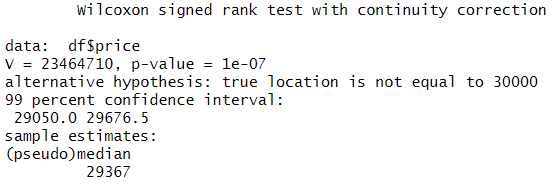 Wilcoxon signed rank test with continuity correction
data:  df$price
V = 23464710, p-value = 1e-07
alternative hypothesis: true location is not equal to 30000
99 percent confidence interval:
 29050.0 29676.5
sample estimates:
(pseudo)median
         29367